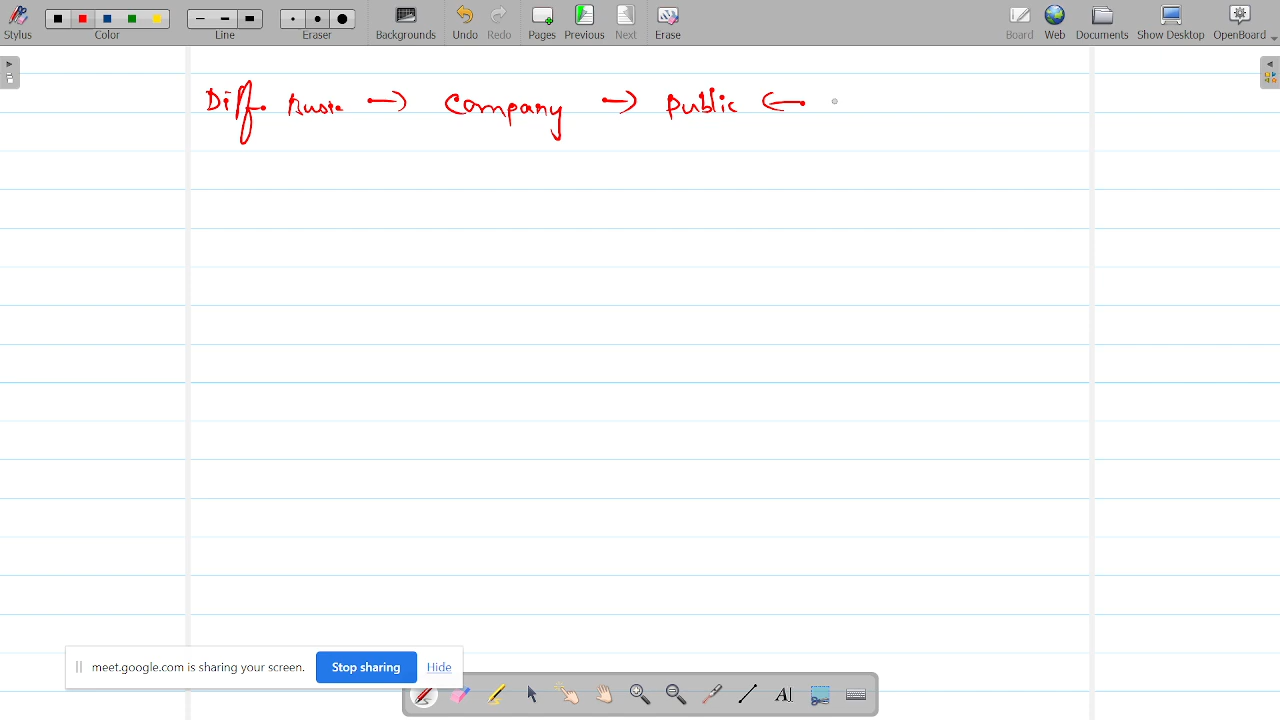 Stylus
Color
Line
Eraser
Backgrounds
Undo
Redo
Pages
Previous
Next
Erase
Board
Web
Documents
Show Desktop
OpenBoard
Diff. → Company → Public ←
meet.google.com is sharing your screen.
Stop sharing
Hide